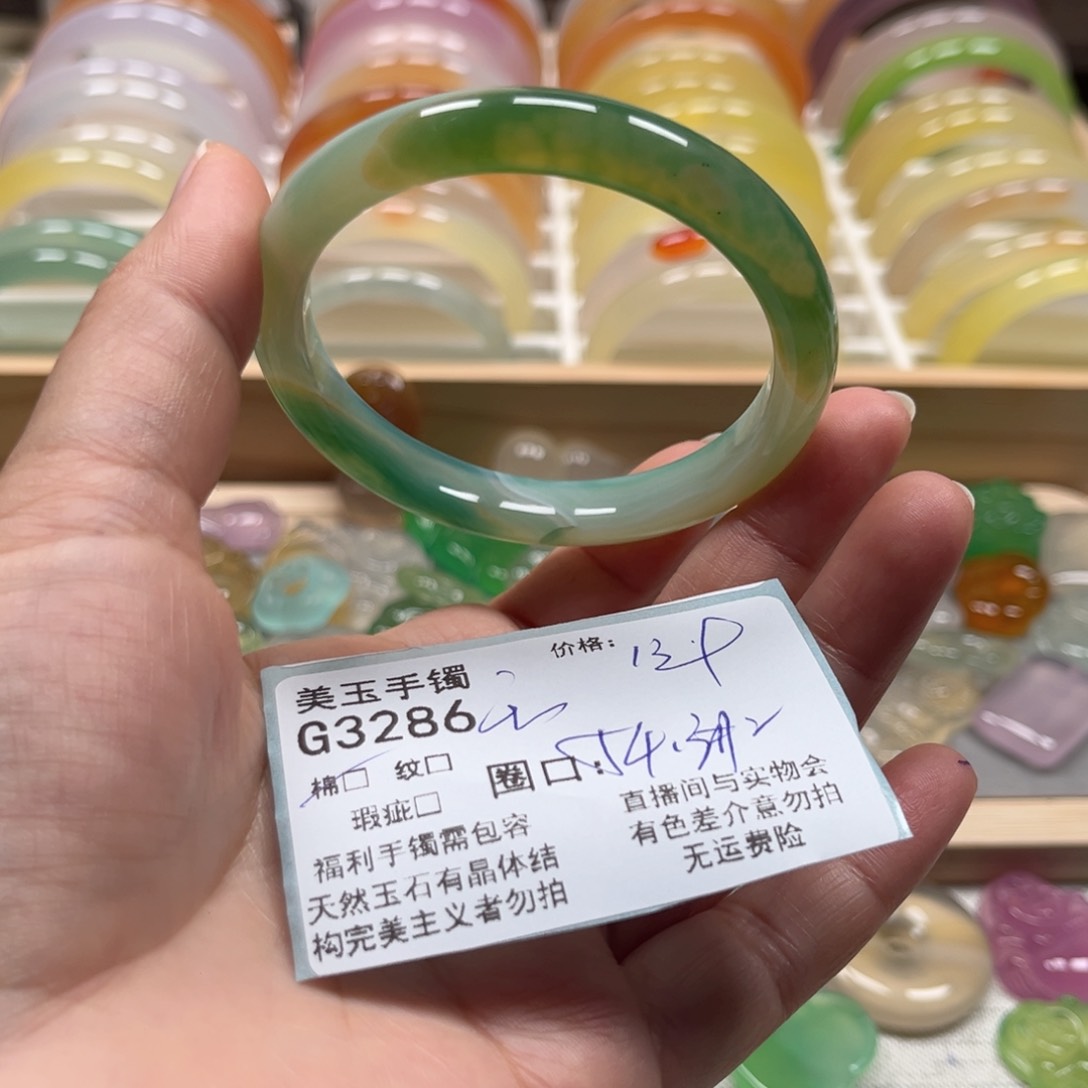 价格:
美玉手镯
G3286
棉□ 纹□ 圈口:54.3
瑕疵□
福利手镯需包容
天然玉石有晶体结
构完美主义者勿拍
直播间与实物会
有色差介意勿拍
无运费险